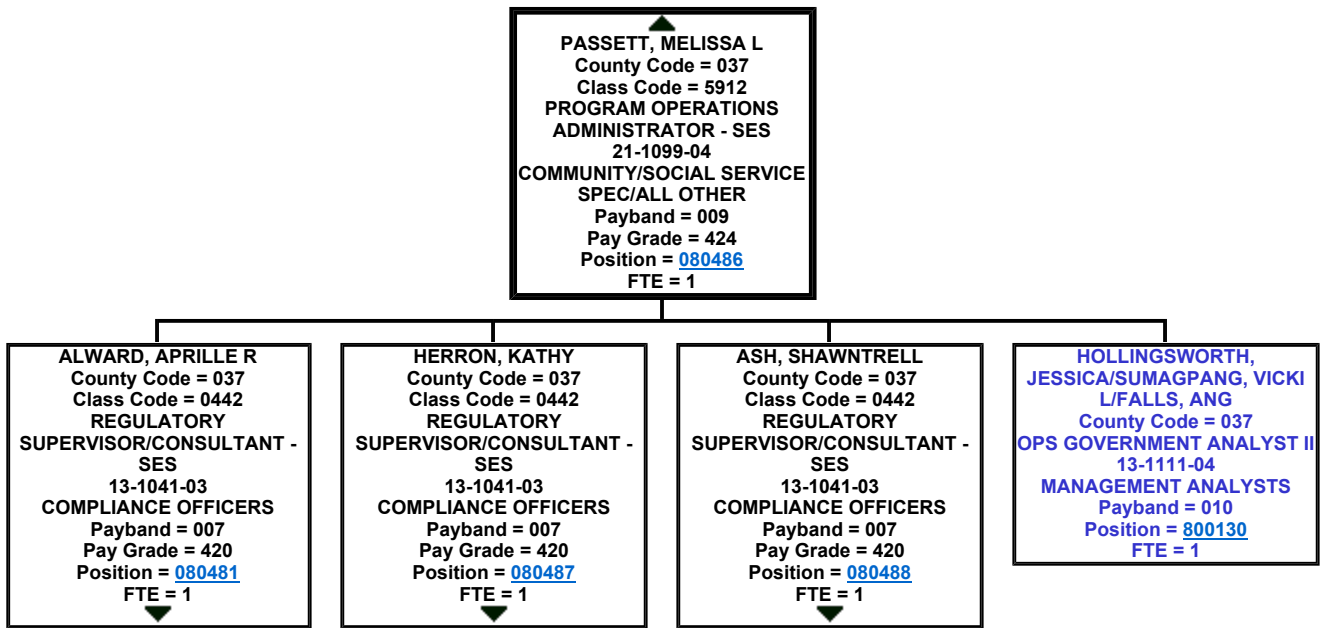 PASSETT, MELISSA L
County Code = 037
Class Code = 5912
PROGRAM OPERATIONS
ADMINISTRATOR - SES
21-1099-04
COMMUNITY/SOCIAL SERVICE
SPEC/ALL OTHER
Payband = 009
Pay Grade = 424
Position = 080486
FTE = 1
ALWARD, APRILLE R
County Code = 037
Class Code = 0442
REGULATORY
SUPERVISOR/CONSULTANT -
SES
13-1041-03
COMPLIANCE OFFICERS
Payband = 007
Pay Grade = 420
Position = 080481
FTE = 1
HERRON, KATHY
County Code = 037
Class Code = 0442
REGULATORY
SUPERVISOR/CONSULTANT -
SES
13-1041-03
COMPLIANCE OFFICERS
Payband = 007
Pay Grade = 420
Position = 080487
FTE = 1
ASH, SHAWNTRELL
County Code = 037
Class Code = 0442
REGULATORY
SUPERVISOR/CONSULTANT -
SES
13-1041-03
COMPLIANCE OFFICERS
Payband = 007
Pay Grade = 420
Position = 080488
FTE = 1
HOLLINGSWORTH,
JESSICA/SUMAGPANG, VICKI
L/FALLS, ANG
County Code = 037
OPS GOVERNMENT ANALYST II
13-1111-04
MANAGEMENT ANALYSTS
Payband = 010
Position = 800130
FTE = 1